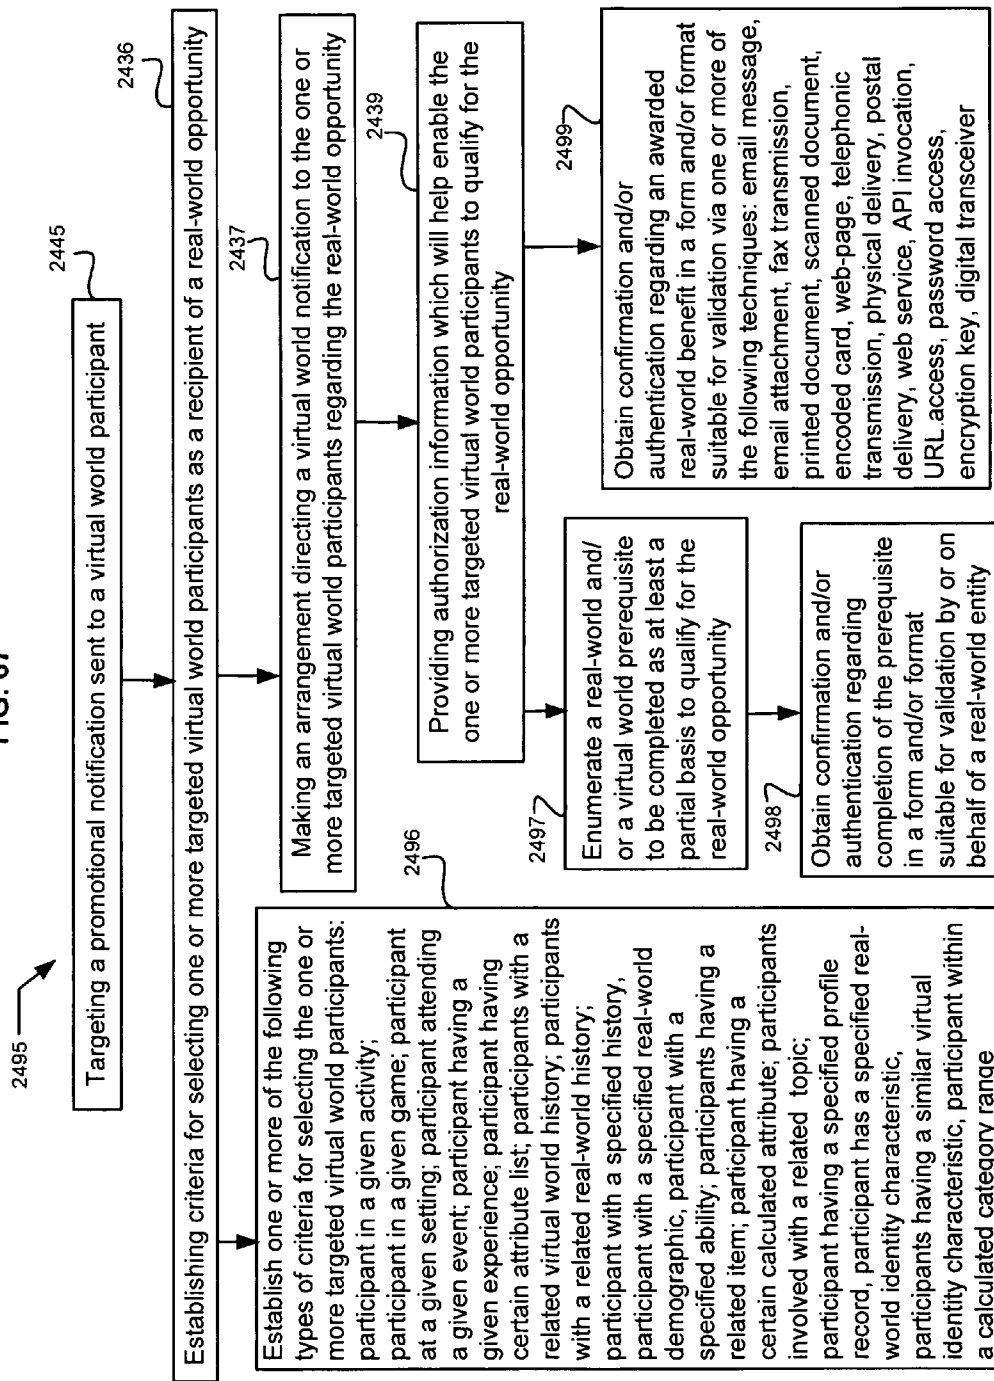 2495
Targeting a promotional notification sent to a virtual world participant
2445
Establishing criteria for selecting one or more targeted virtual world participants as a recipient of a real-world opportunity
2436
Making an arrangement directing a virtual world notification to the one or
more targeted virtual world participants regarding the real-world opportunity
2437
Providing authorization information which will help enable the
one or more targeted virtual world participants to qualify for the
real-world opportunity
2439
Establish one or more of the following
types of criteria for selecting the one or
more targeted virtual world participants:
participant in a given activity;
participant in a given game; participant
at a given setting; participant attending
a given event; participant having a
given experience; participant having
certain attribute list; participants with a
related virtual world history; participants
with a related real-world history;
participant with a specified history,
participant with a specified real-world
demographic, participant with a
specified ability; participants having a
related item; participant having a
certain calculated attribute; participants
involved with a related topic;
participant having a specified profile
record, participant has a specified real-
world identity characteristic,
participants having a similar virtual
identity characteristic, participant within
a calculated category range
2496
Enumerate a real-world and/
or a virtual world prerequisite
to be completed as at least a
partial basis to qualify for the
real-world opportunity
2497
Obtain confirmation and/or
authentication regarding
completion of the prerequisite
in a form and/or format
suitable for validation by or on
behalf of a real-world entity
2498
Obtain confirmation and/or
authentication regarding an awarded
real-world benefit in a form and/or format
suitable for validation via one or more of
the following techniques: email message,
email attachment, fax transmission,
printed document, scanned document,
encoded card, web-page, telephonic
transmission, physical delivery, postal
delivery, web service, API invocation,
URL access, password access,
encryption key, digital transceiver
2499